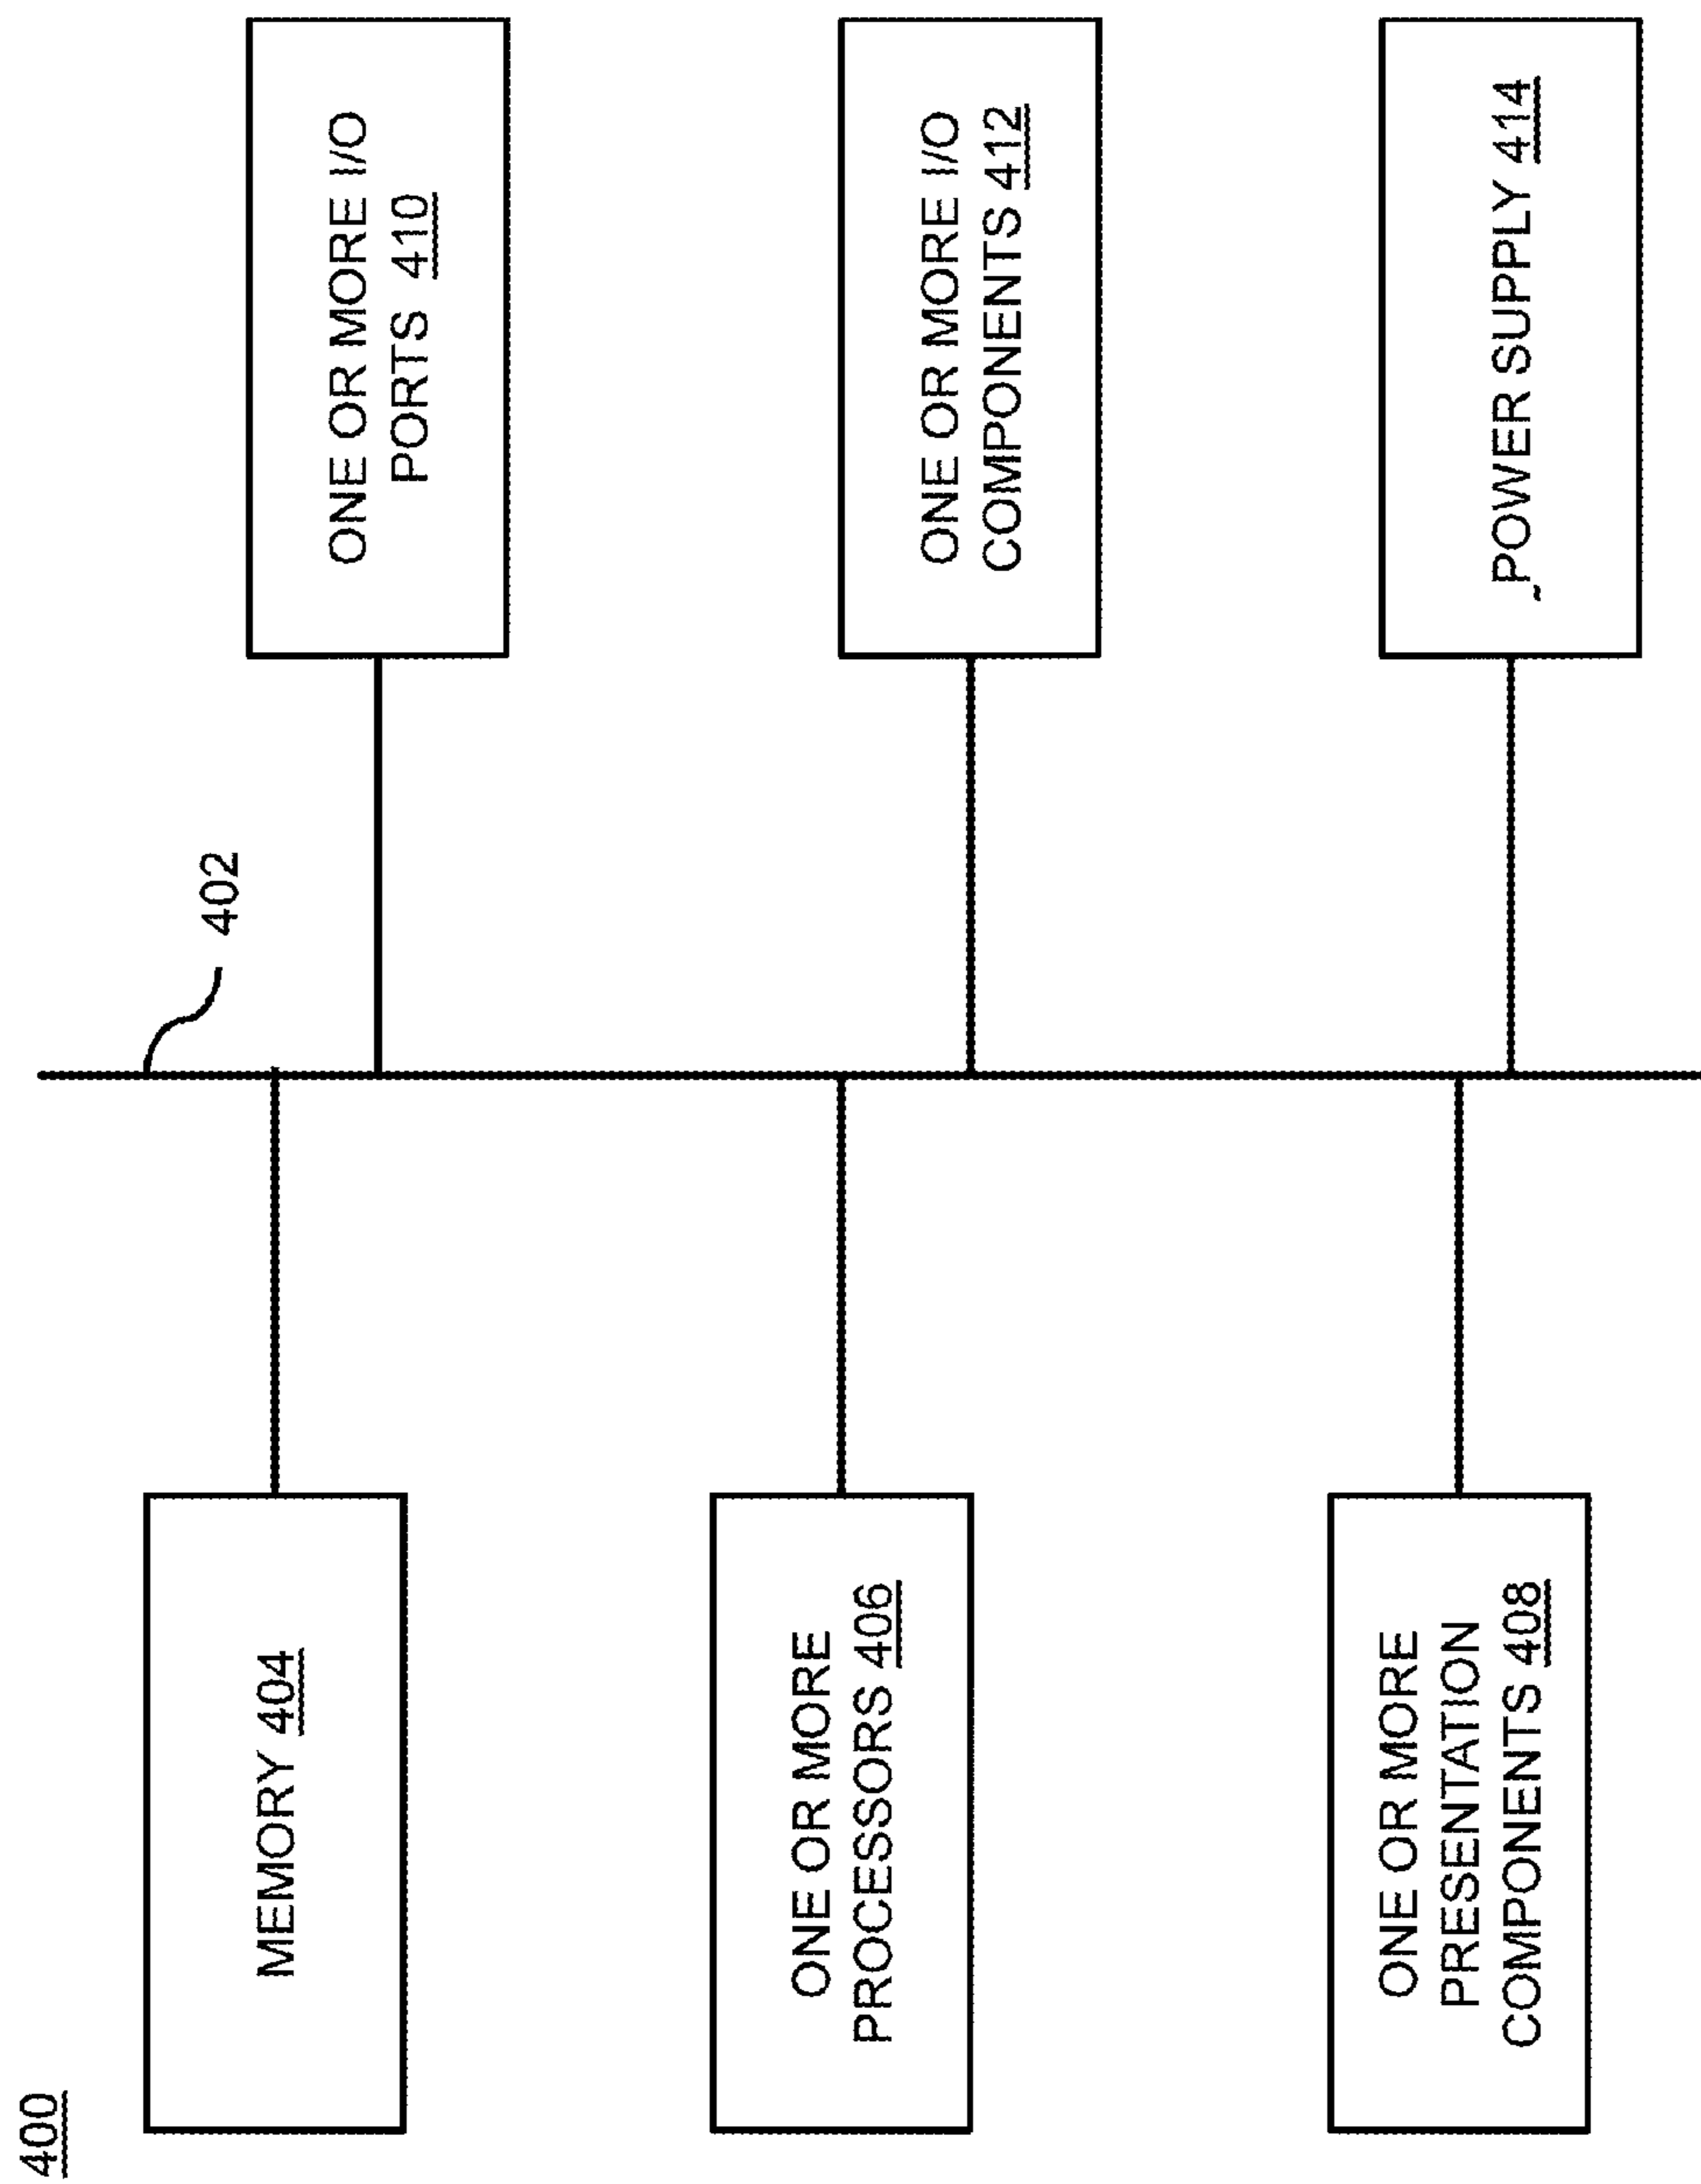 400
402
MEMORY 404
ONE OR MORE
PROCESSORS 406
ONE OR MORE
PRESENTATION
COMPONENTS 408
ONE OR MORE I/O
PORTS 410
ONE OR MORE I/O
COMPONENTS 412
POWER SUPPLY 414